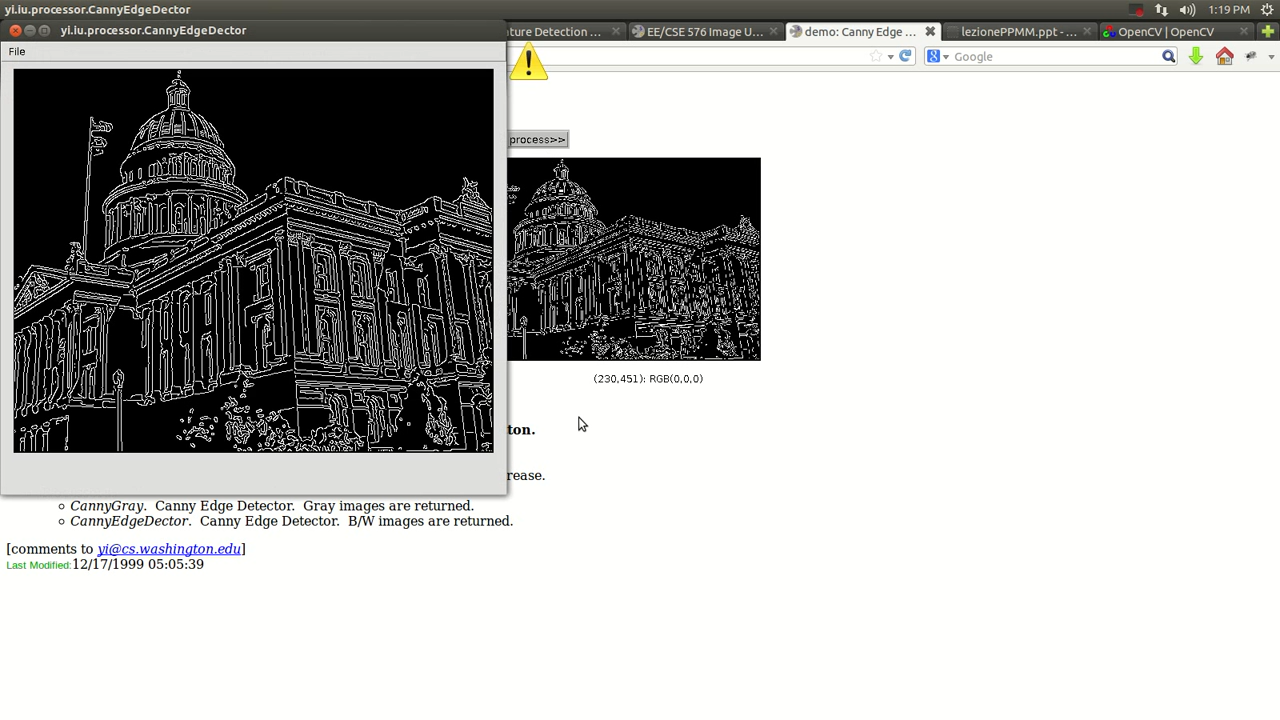 yi.iu.processor.CannyEdgeDector
1:19 PM
yi.iu.processor.CannyEdgeDector
ture Detection ...
EE/CSE 576 Image U...
demo: Canny Edge ...
lezionePPMM.ppt - ...
OpenCV | OpenCV
File
Google
process>>
(230,451): RGB(0,0,0)
ton.
rease.
CannyGray. Canny Edge Detector. Gray images are returned.
CannyEdgeDector. Canny Edge Detector. B/W images are returned.
[comments to yi@cs.washington.edu]
Last Modified:12/17/1999 05:05:39